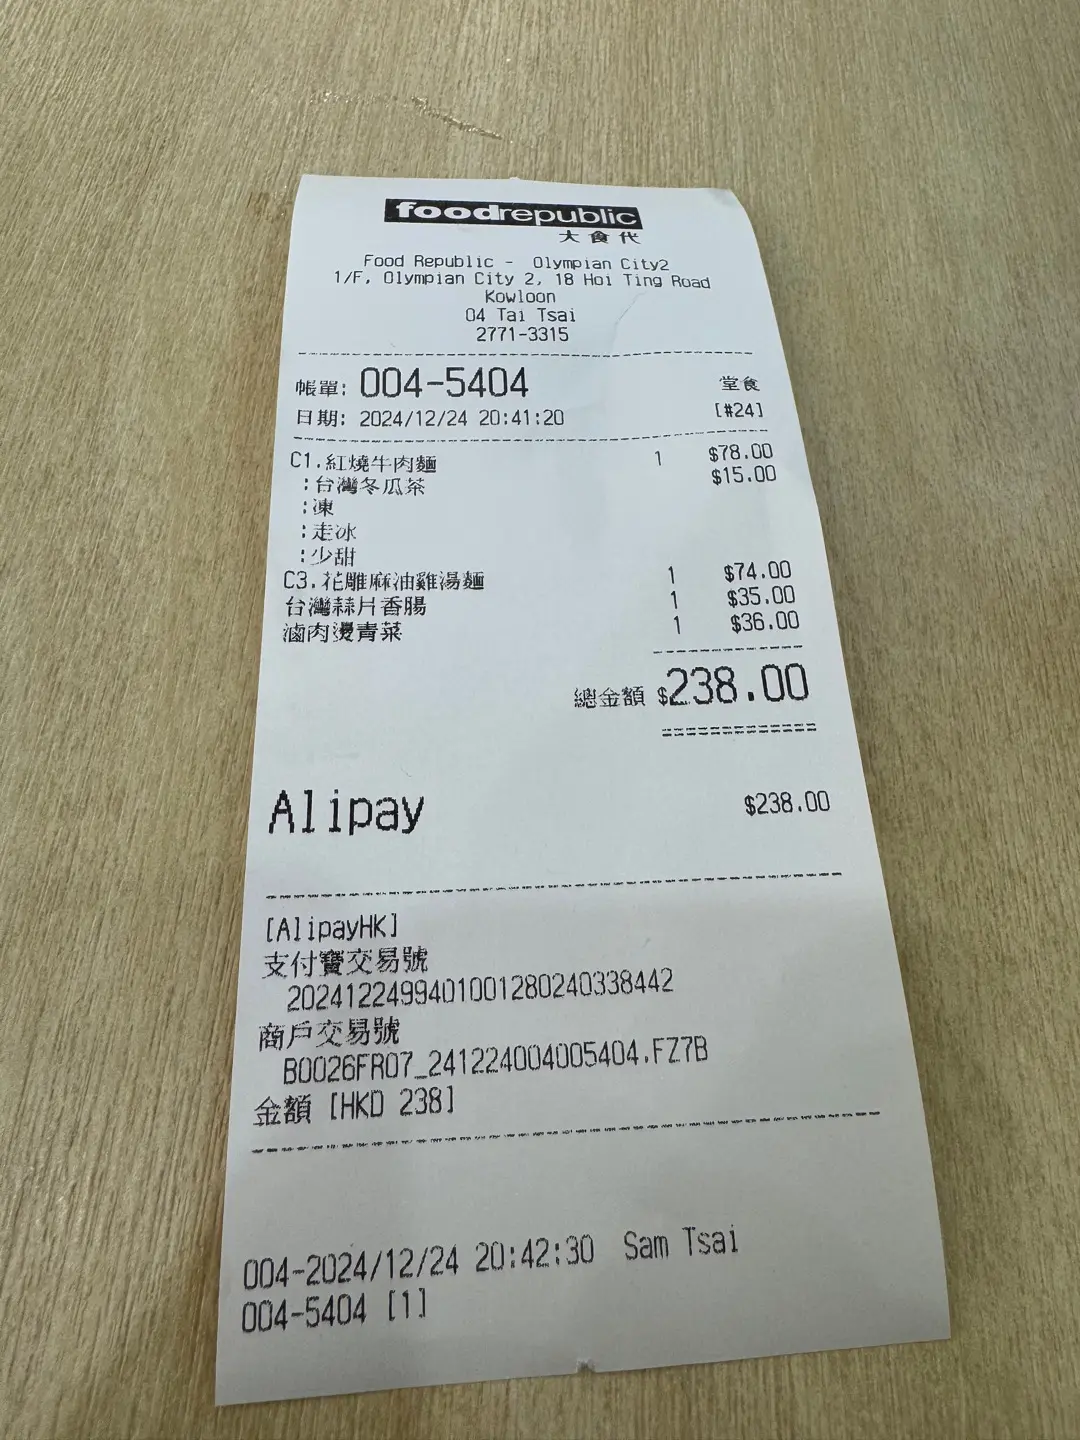 foodrepublic
大食代
Food Republic - Olympian City2
1/F, Olympian City 2, 18 Hoi Ting Road
Kowloon
04 Tai Tsai
2771-3315
帳單: 004-5404 堂食
日期: 2024/12/24 20:41:20 [#24]
C1.紅燒牛肉麵 1 $78.00
:台灣冬瓜茶 $15.00
:凍
:走冰
:少甜
C3.花雕麻油雞湯麵 1 $74.00
台灣蒜片香腸 1 $35.00
滷肉燙青菜 1 $36.00
總金額 $238.00
Alipay $238.00
[AlipayHK]
支付寶交易號
2024122499401001280240338442
商戶交易號
B0026FR07_241224004005404.FZ7B
金額 [HKD 238]
004-2024/12/24 20:42:30 Sam Tsai
004-5404 [1]